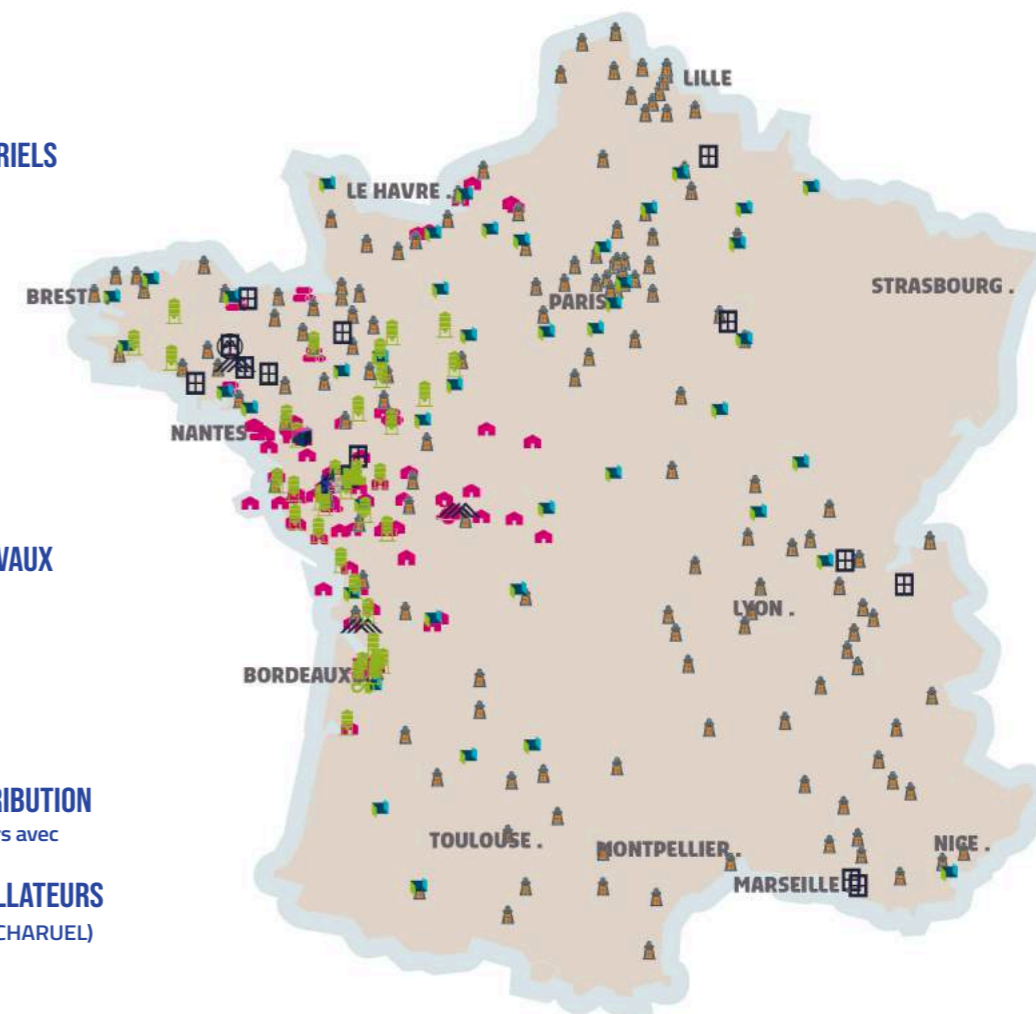 LILLE
RIELS
LE HAVRE .
STRASBOURG .
BREST
PARIS
NANTES
VAUX
LYON .
BORDEAUX
RIBUTION
rs avec
TOULOUSE .
MONTPELLIER .
NICE .
MARSEILLE
LLATEURS
CHARUEL)